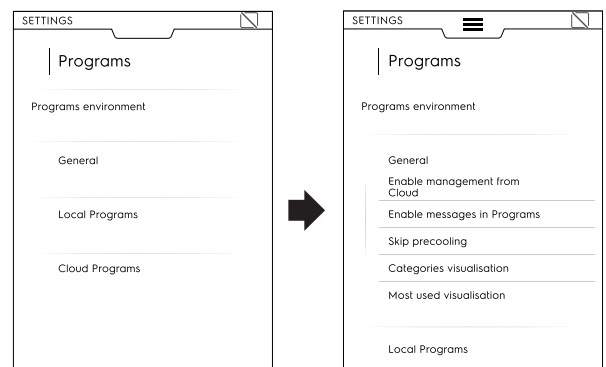 SETTINGS
Programs
Programs environment
General
Local Programs
Cloud Programs
SETTINGS
Programs
Programs environment
General
Enable management from
Cloud
Enable messages in Programs
Skip precooling
Categories visualisation
Most used visualisation
Local Programs